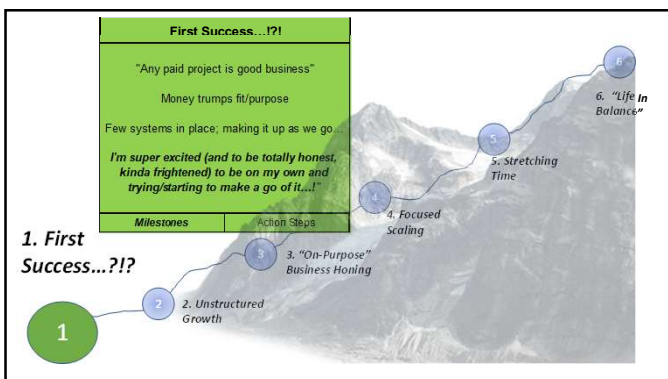 First Success...!?!
"Any paid project is good business"
Money trumps fit/purpose
Few systems in place; making it up as we go...
I'm super excited (and to be totally honest,
kinda frightened) to be on my own and
trying/starting to make a go of it...!"
Milestones
Action Steps
1. First
Success...?!?
1
2
2. Unstructured
Growth
3
3. "On-Purpose"
Business Honing
4
4. Focused
Scaling
5
5. Stretching
Time
6
6. "Life In
Balance"